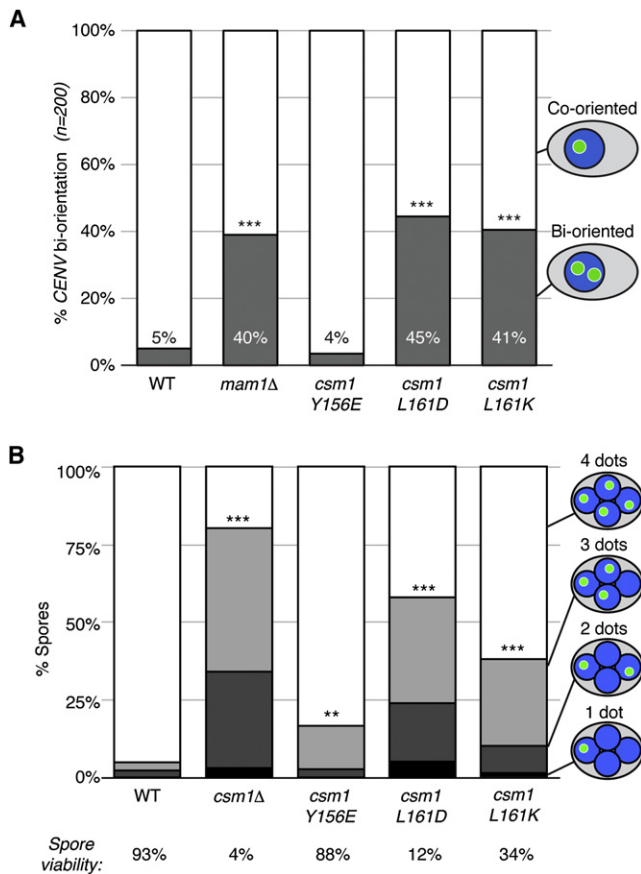 A
100%
80%
60%
40%
20%
0%
% CENV bi-orientation (n=200)
Co-oriented
Bi-oriented
*** *** ***
5% 40% 4% 45% 41%
WT mam1Δ csm1 csm1 csm1
Y156E L161D L161K
B
100%
75%
50%
25%
0%
% Spores
4 dots
3 dots
2 dots
1 dot
*** ** *** ***
WT csm1Δ csm1 csm1 csm1
Y156E L161D L161K
Spore
viability: 93% 4% 88% 12% 34%